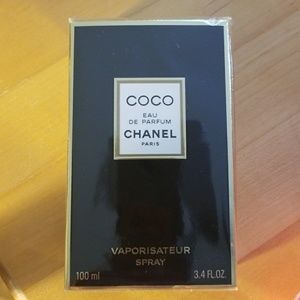 COCO
EAU
DE PARFUM
CHANEL
PARIS
VAPORISATEUR
SPRAY
100 ml 3.4 FL.OZ.